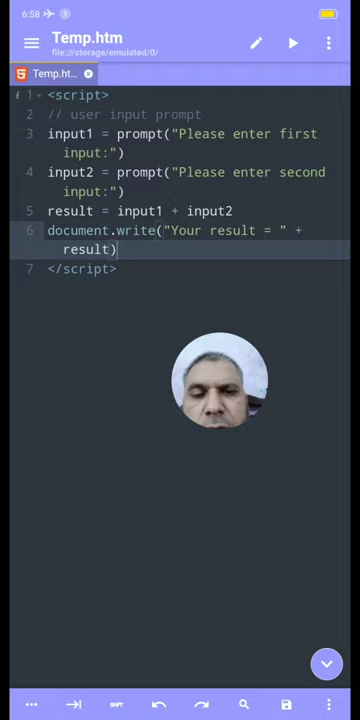 6:58
Temp.htm
file:///storage/emulated/0/
Temp.ht...
i 1 <script>
2 // user input prompt
3 input1 = prompt("Please enter first
input:")
4 input2 = prompt("Please enter second
input:")
5 result = input1 + input2
6 document.write("Your result = " +
result)
7 </script>
SHIFT